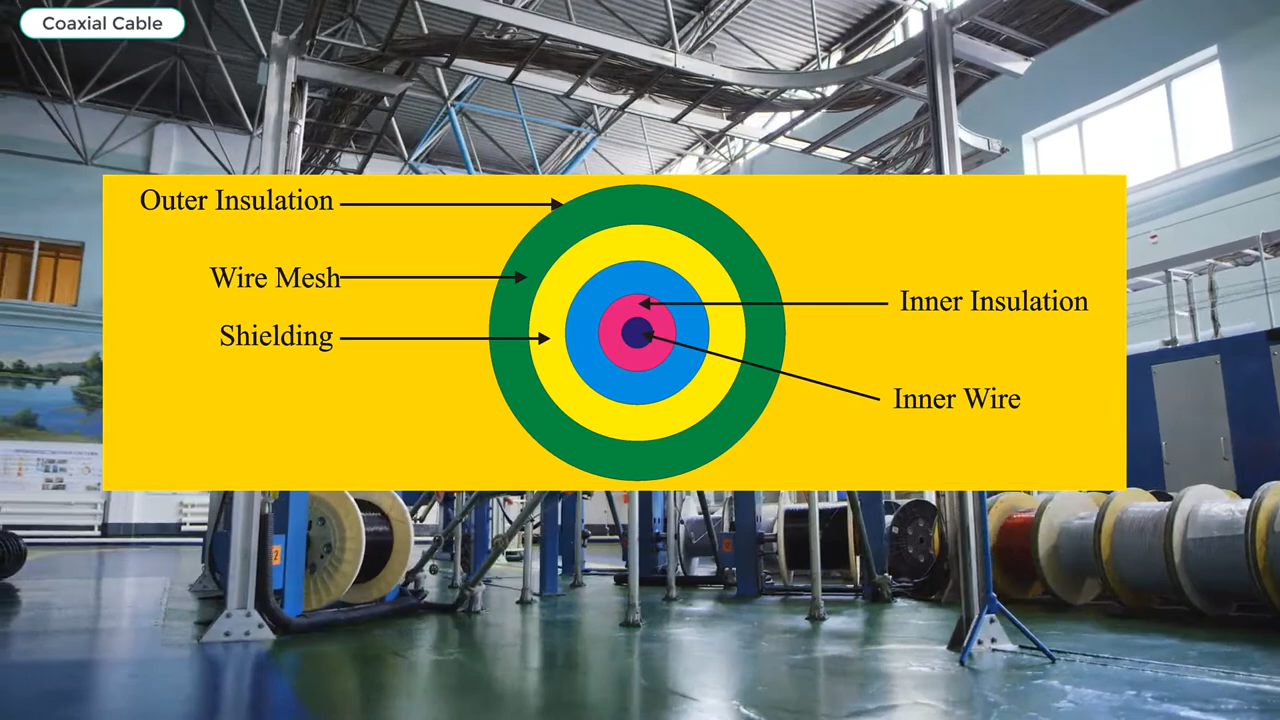 Coaxial Cable
Outer Insulation
Wire Mesh
Shielding
Inner Insulation
Inner Wire